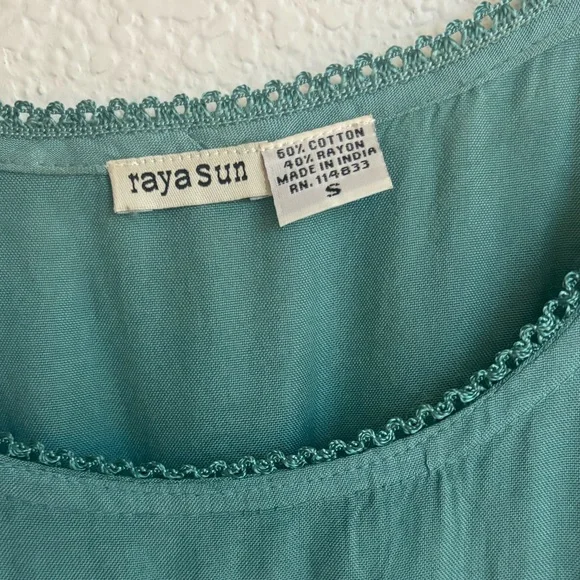 raya sun
60% COTTON
40% RAYON
MADE IN INDIA
RN. 114833
S